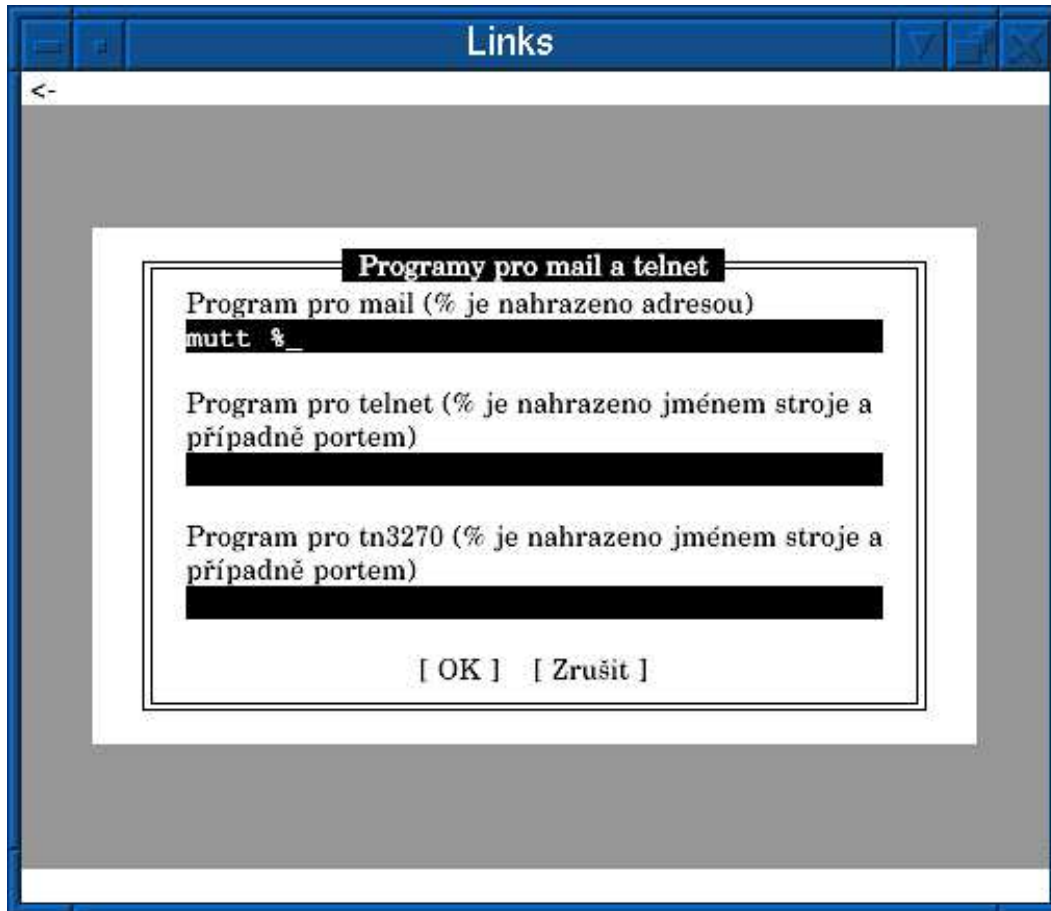 Links
<-
Programy pro mail a telnet
Program pro mail (% je nahrazeno adresou)
mutt %_
Program pro telnet (% je nahrazeno jménem stroje a
případně portem)
Program pro tn3270 (% je nahrazeno jménem stroje a
případně portem)
[ OK ] [ Zrušit ]